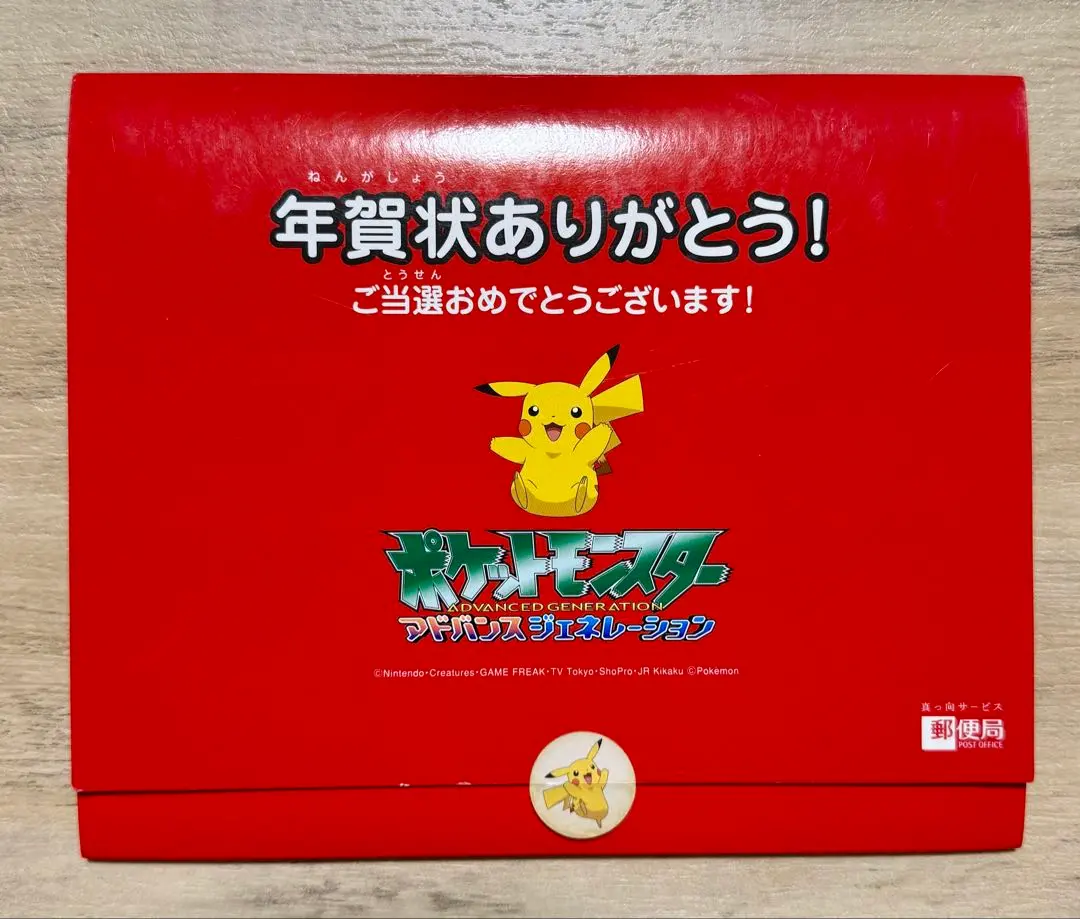 ねんがしょう
年賀状ありがとう!
とうせん
ご当選おめでとうございます!
ポケットモンスター
ADVANCED GENERATION
アドバンスジェネレーション
©Nintendo・Creatures・GAME FREAK・TV Tokyo・ShoPro・JR Kikaku ©Pokemon
真っ向サービス
郵便局
POST OFFICE